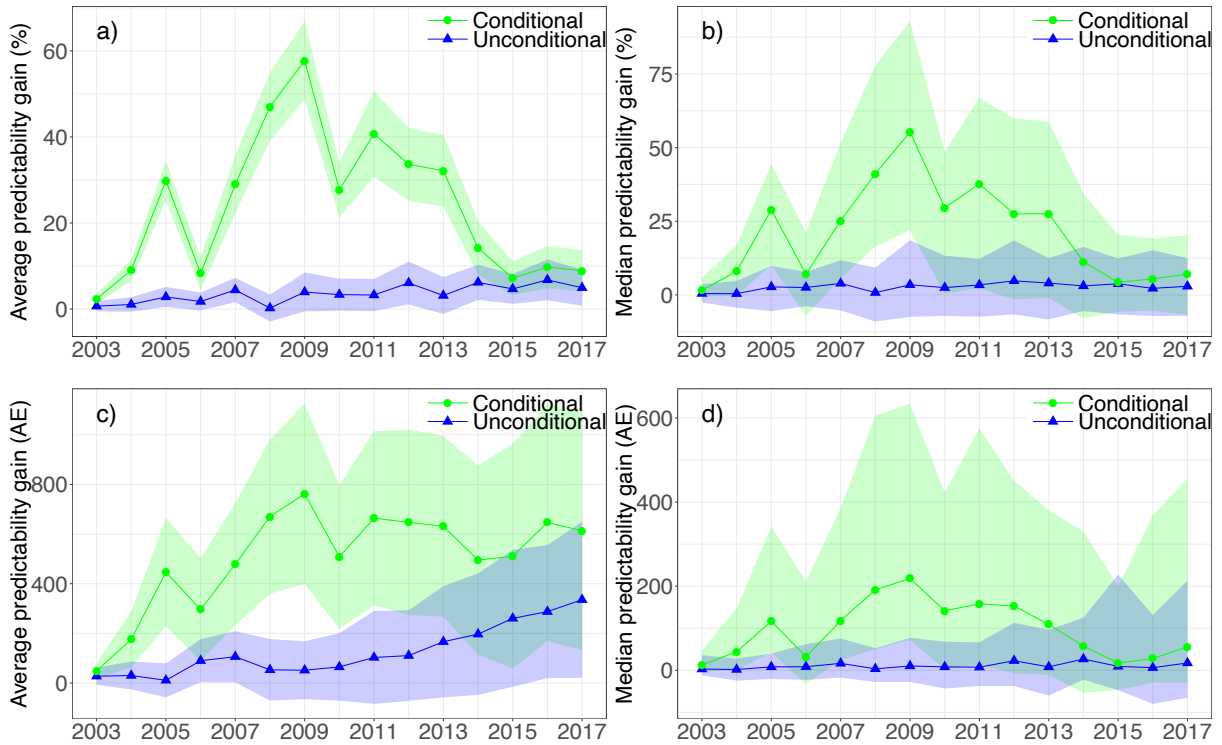 a)
Conditional
Unconditional
Average predictability gain (%)
60
40
20
0
2003 2005 2007 2009 2011 2013 2015 2017
b)
Conditional
Unconditional
Median predictability gain (%)
75
50
25
0
2003 2005 2007 2009 2011 2013 2015 2017
c)
Conditional
Unconditional
Average predictability gain (AE)
800
400
0
2003 2005 2007 2009 2011 2013 2015 2017
d)
Conditional
Unconditional
Median predictability gain (AE)
600
400
200
0
2003 2005 2007 2009 2011 2013 2015 2017